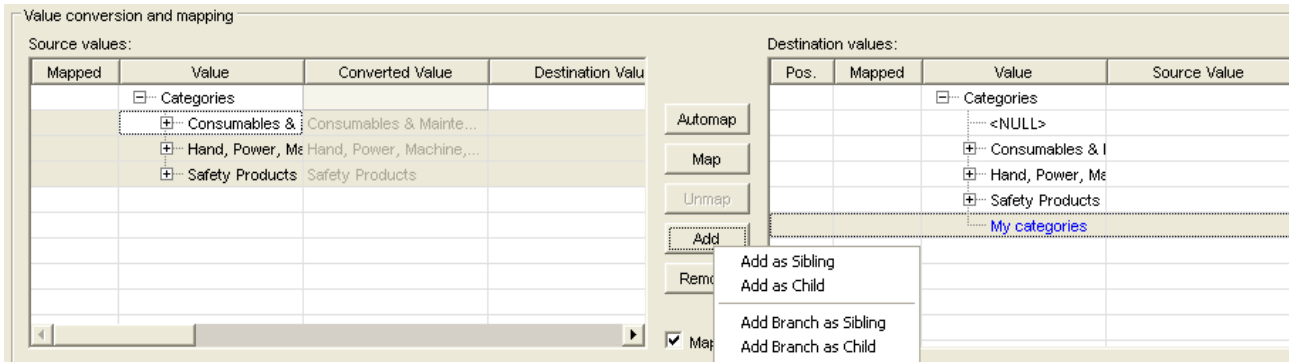 Value conversion and mapping
Source values:
Destination values:
Mapped Value Converted Value Destination Valu
Pos. Mapped Value Source Value
Categories
Consumables & Consumables & Mainte...
Hand, Power, Ma Hand, Power, Machine,...
Safety Products Safety Products
Automap
Map
Unmap
Add
Remo
Map
Categories
<NULL>
Consumables & I
Hand, Power, Ma
Safety Products
My categories
Add as Sibling
Add as Child
Add Branch as Sibling
Add Branch as Child